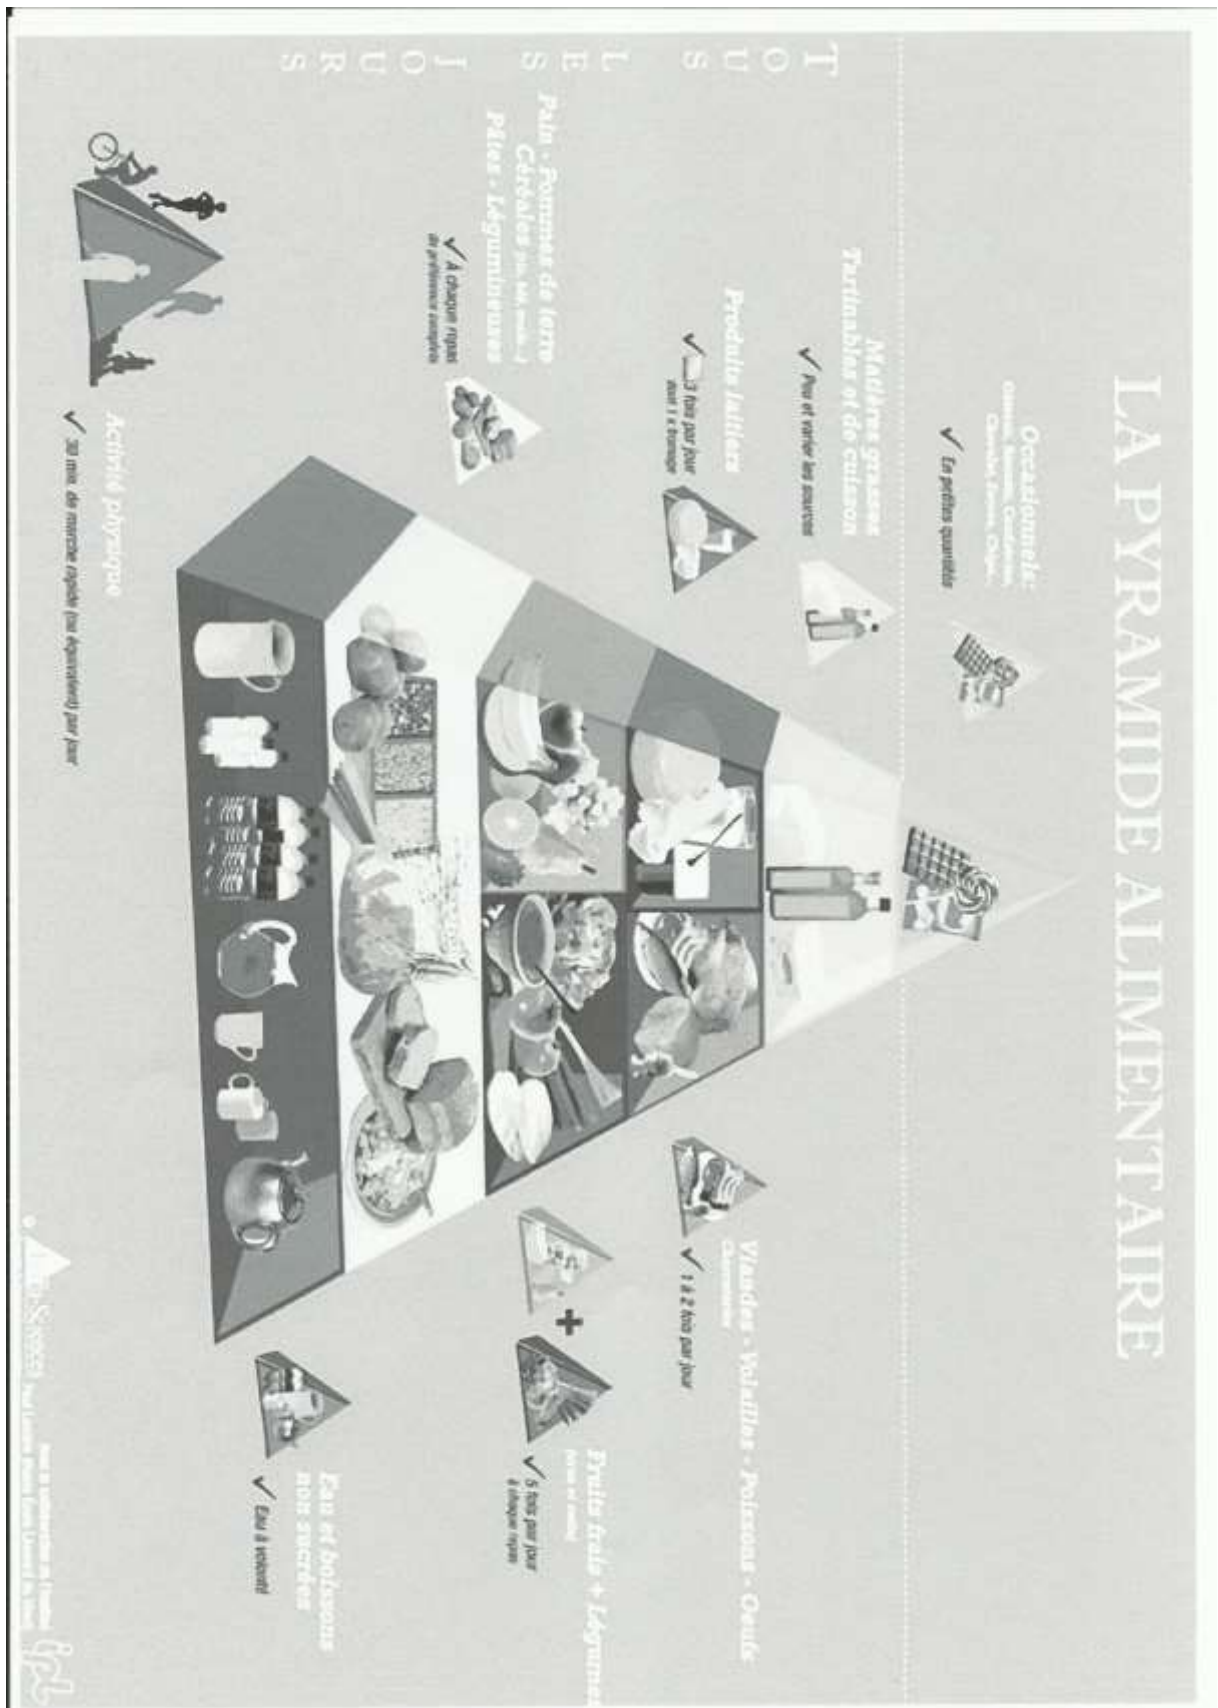 LA PYRAMIDE ALIMENTAIRE
Occasionnels
✓ En petites quantités
Matières grasses
Tartinables et de cuisson
✓ Peu et varier les sources
Produits laitiers
✓ 3 fois par jour
dont 1 x fromage
Viandes - Volailles - Poissons - Oeufs
✓ 1 à 2 fois par jour
Fruits frais + Légumes
✓ 5 fois par jour
à chaque repas
Pain - Pommes de terre
Céréales
Pâtes - Légumineuses
✓ À chaque repas
de préférence complets
Eau et boissons
non sucrées
✓ Eau à volonté
Activité physique
✓ 30 min. de marche rapide (ou équivalent) par jour
TOUS
LES
JOURS